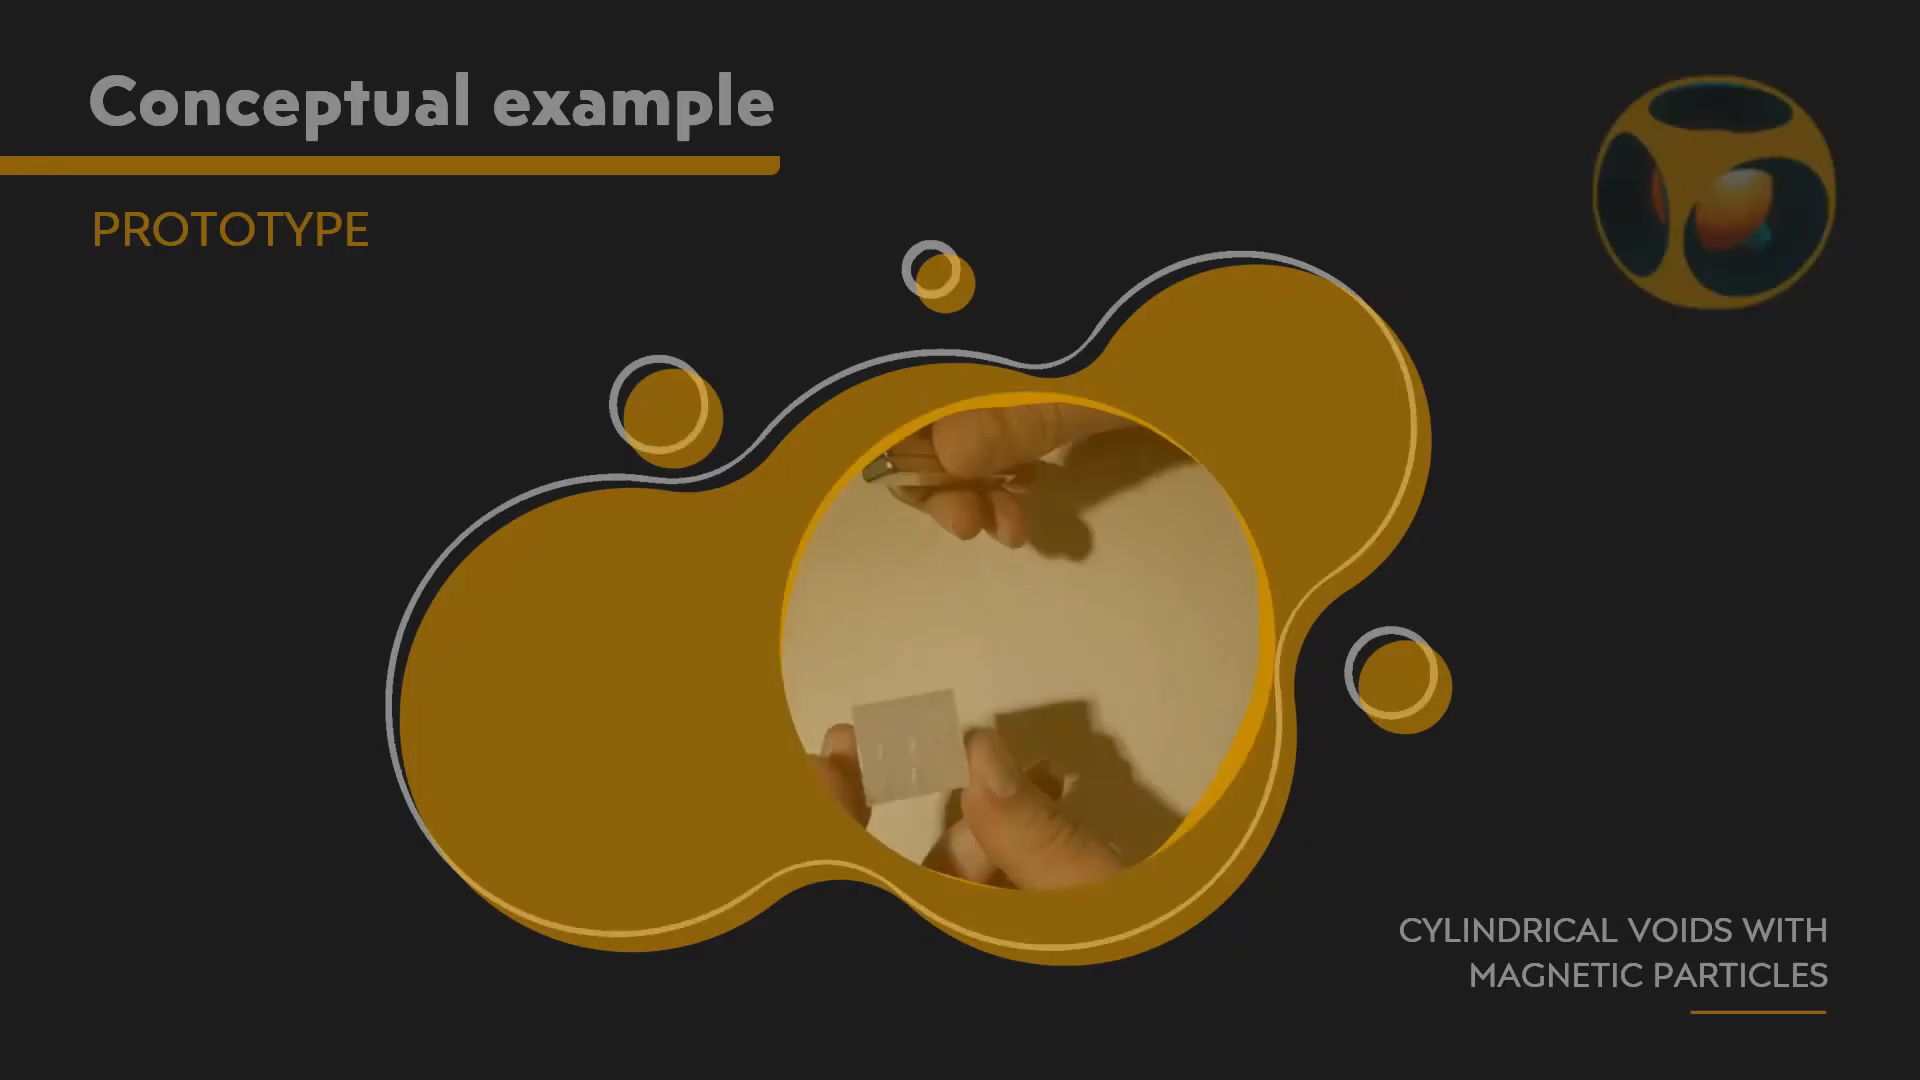 Conceptual example
PROTOTYPE
CYLINDRICAL VOIDS WITH
MAGNETIC PARTICLES